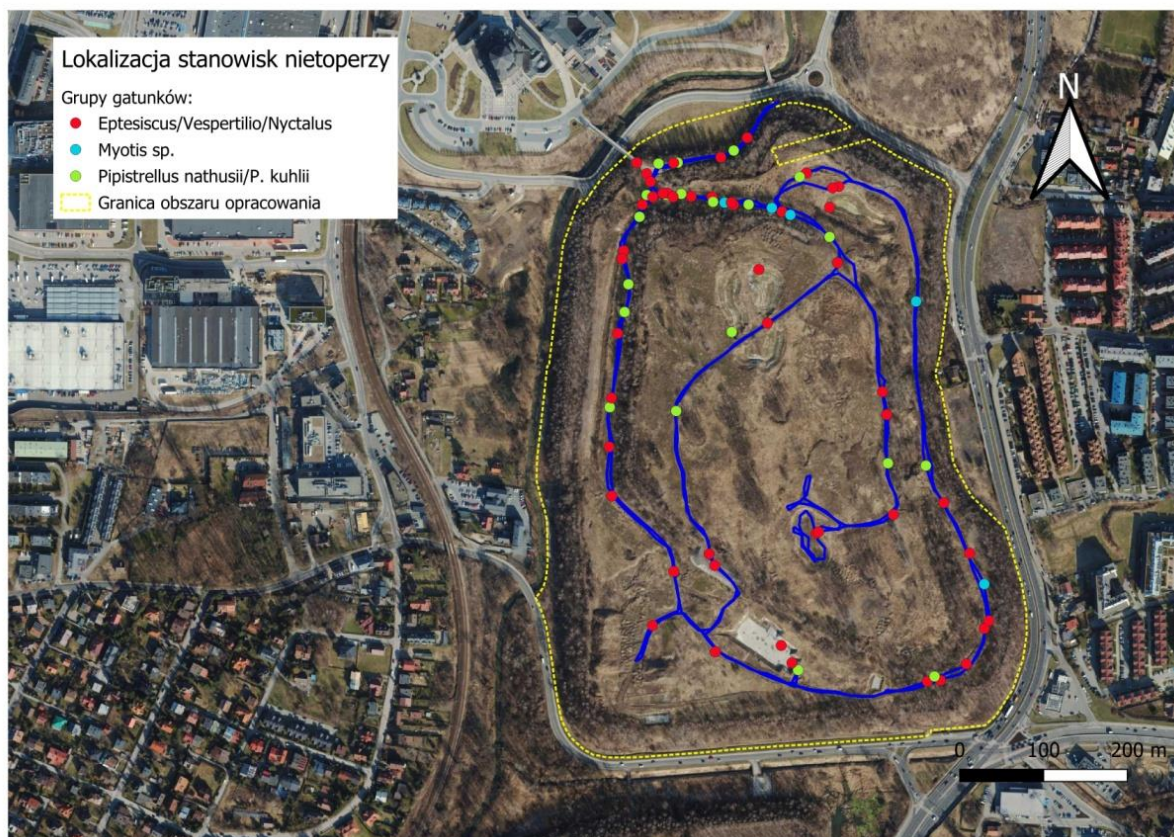 Lokalizacja stanowisk nietoperzy
Grupy gatunków:
Eptesiscus/Vespertilio/Nyctalus
Myotis sp.
Pipistrellus nathusii/P. kuhlii
Granica obszaru opracowania
N
0 100 200 m